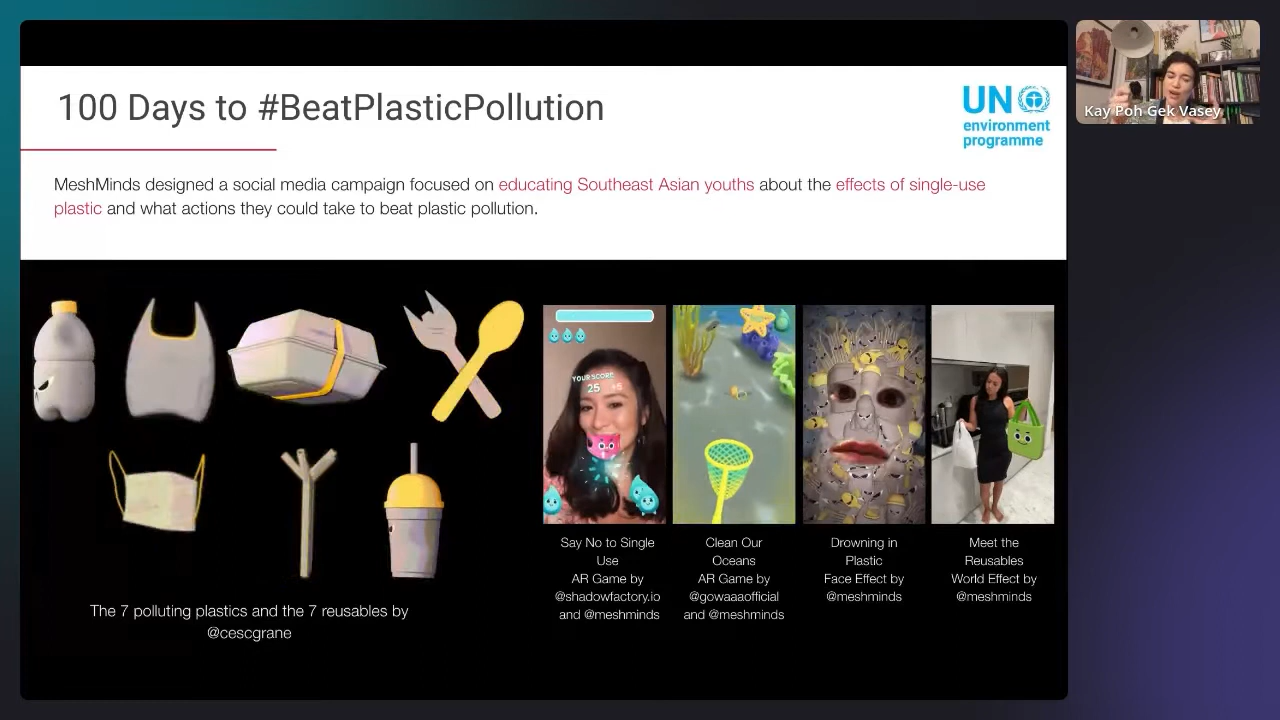 100 Days to #BeatPlasticPollution
UN
environment
programme
Kay Poh Gek Vasey
MeshMinds designed a social media campaign focused on educating Southeast Asian youths about the effects of single-use
plastic and what actions they could take to beat plastic pollution.
YOUR SCORE
25 +5
Say No to Single
Use
AR Game by
@shadowfactory.io
and @meshminds
Clean Our
Oceans
AR Game by
@gowaaaofficial
and @meshminds
Drowning in
Plastic
Face Effect by
@meshminds
Meet the
Reusables
World Effect by
@meshminds
The 7 polluting plastics and the 7 reusables by
@cescgrane